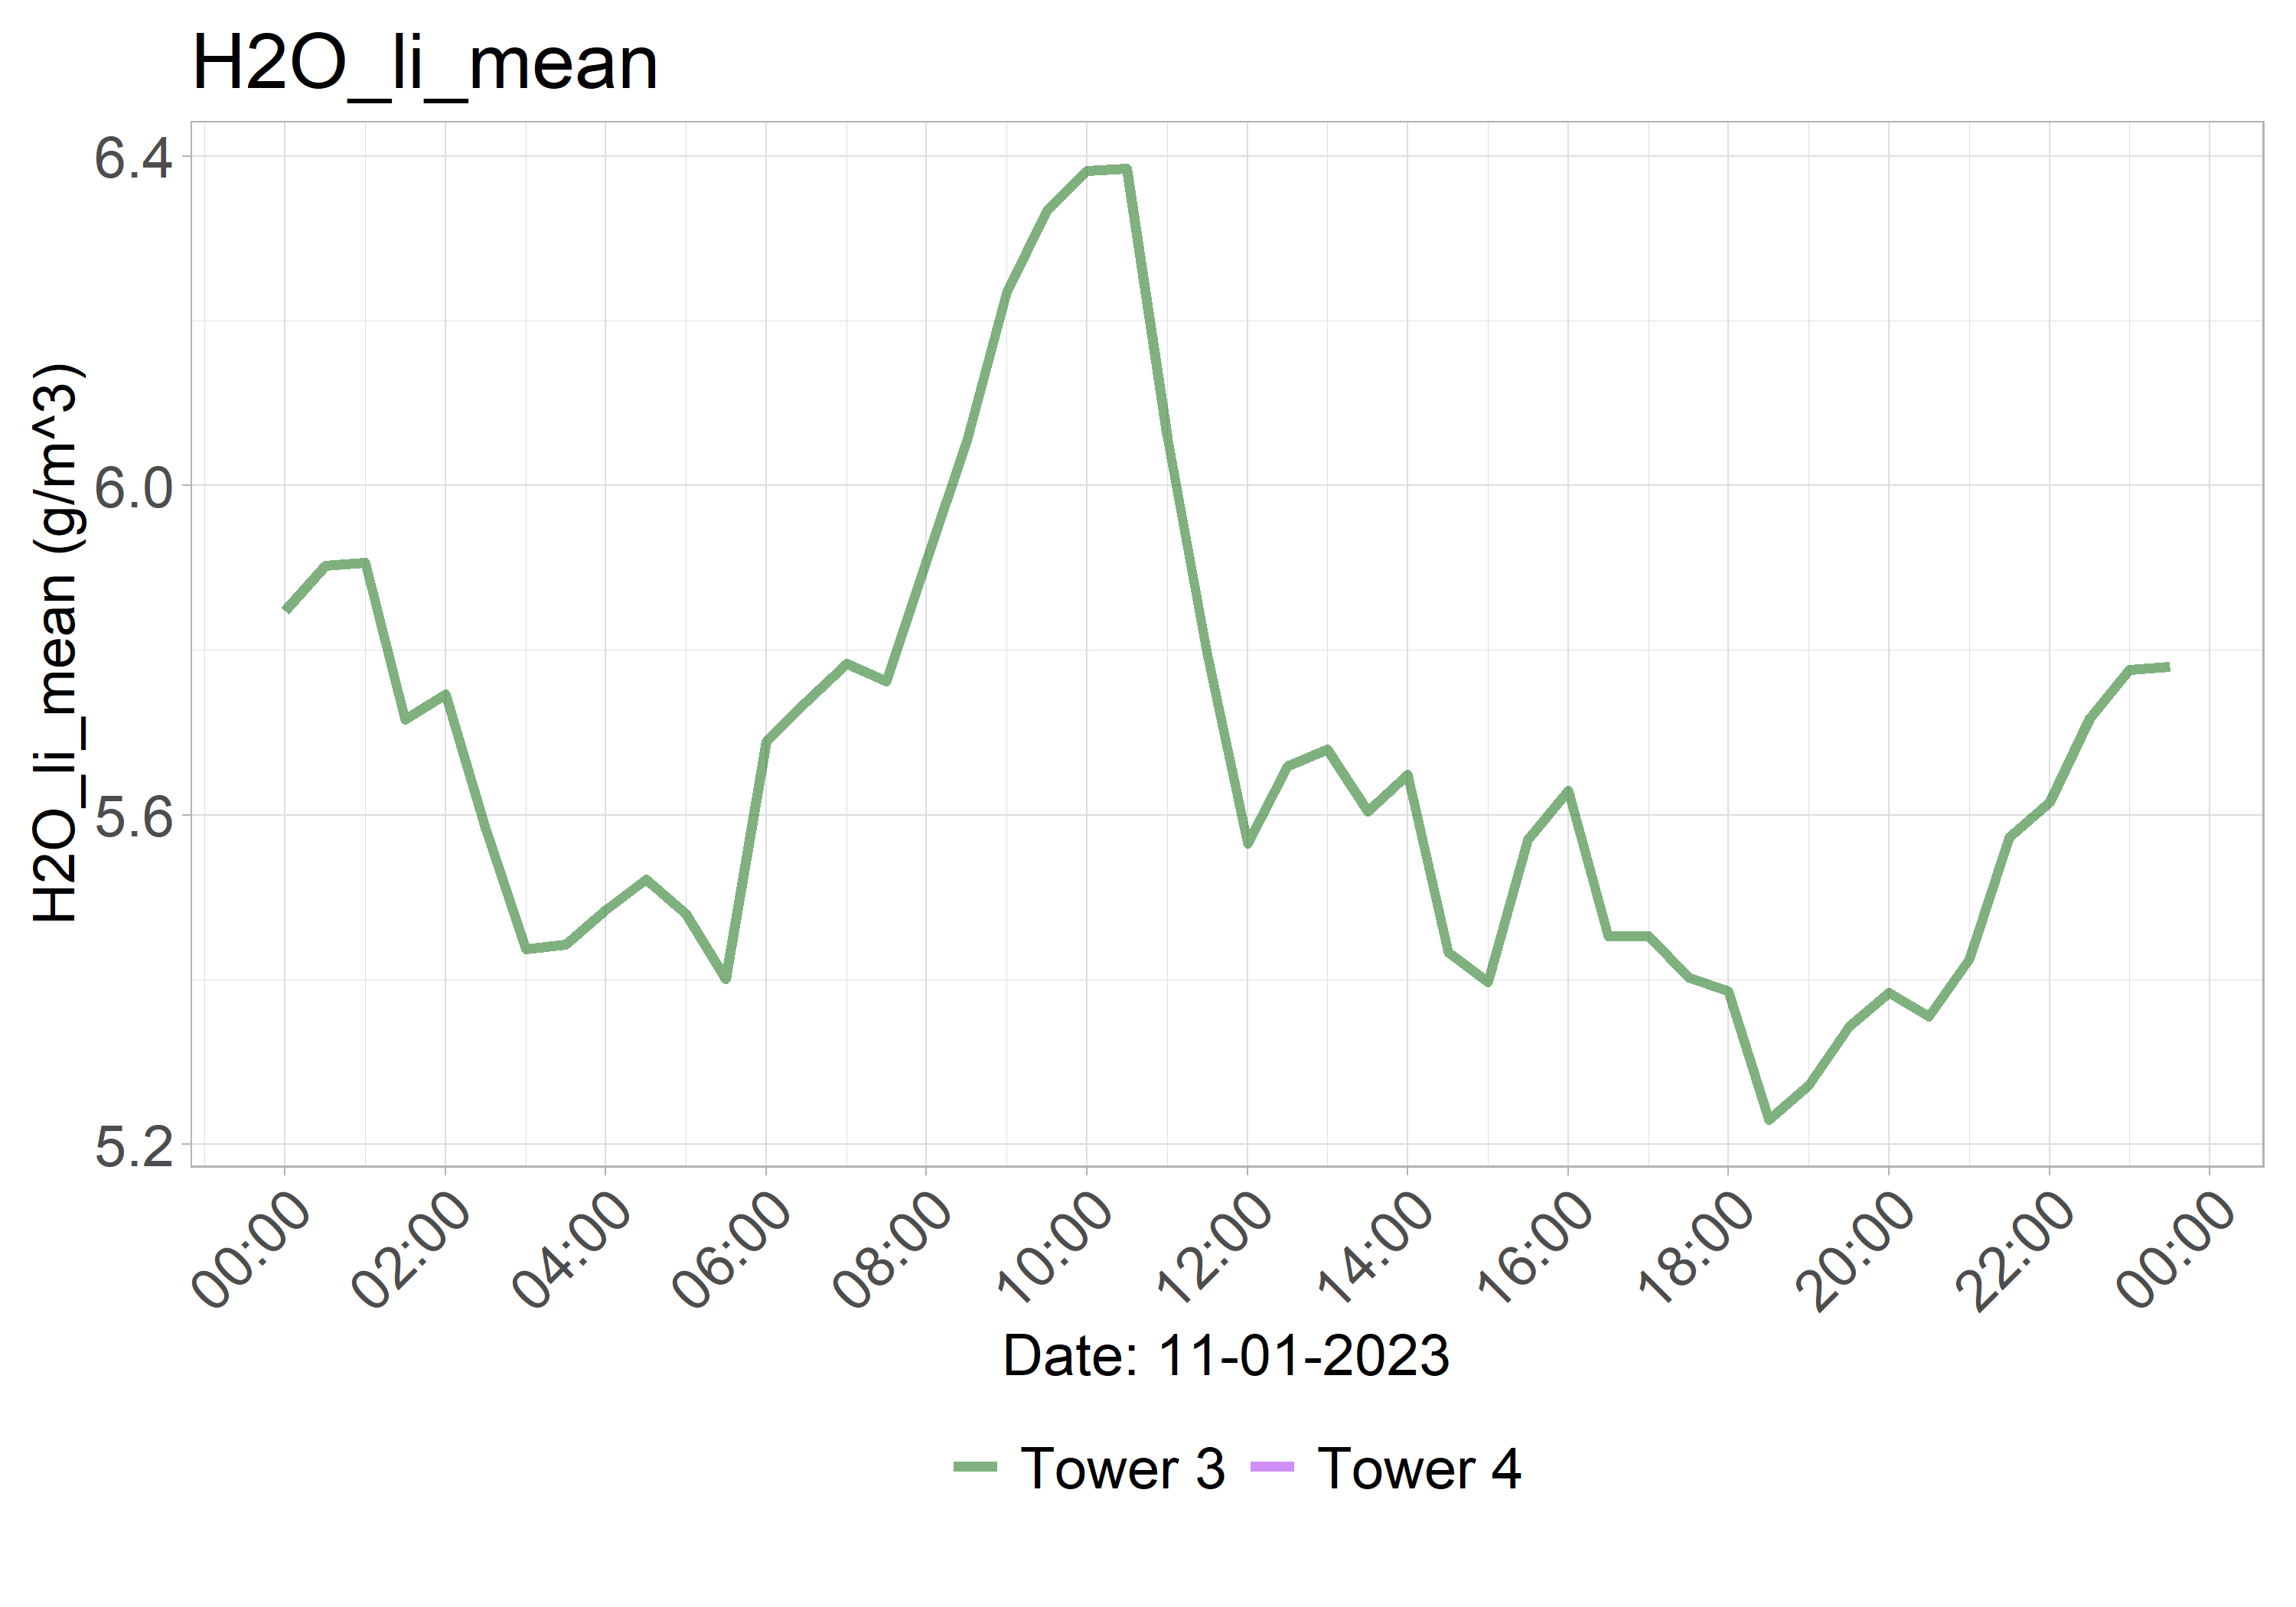 H2O_li_mean
H2O_li_mean (g/m^3)
6.4
6.0
5.6
5.2
00:00 02:00 04:00 06:00 08:00 10:00 12:00 14:00 16:00 18:00 20:00 22:00 00:00
Date: 11-01-2023
Tower 3 Tower 4